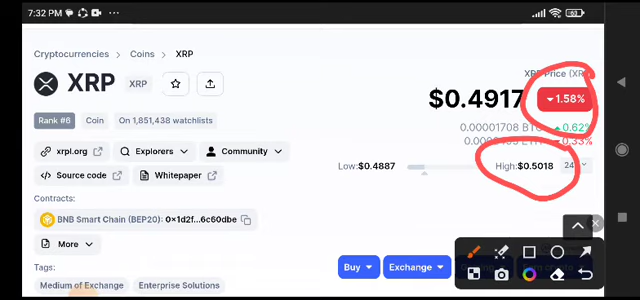 7:32 PM
63
Cryptocurrencies Coins XRP
XRP XRP
XRP Price (XR
$0.4917 1.58%
Rank #6 Coin On 1,851,438 watchlists
0.00001708 BTC 0.62%
0.33%
xrpl.org Explorers Community
Low:$0.4887 High:$0.5018 24
Source code Whitepaper
Contracts:
BNB Smart Chain (BEP20): 0x1d2f...6c60dbe
More
Tags:
Buy Exchange
Medium of Exchange Enterprise Solutions